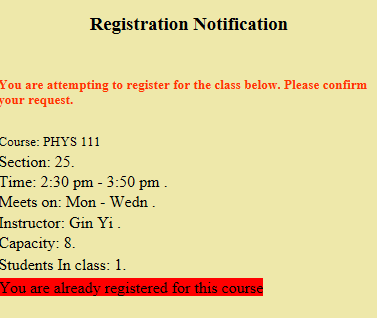 Registration Notification
You are attempting to register for the class below. Please confirm
your request.
Course: PHYS 111
Section: 25.
Time: 2:30 pm - 3:50 pm .
Meets on: Mon - Wedn .
Instructor: Gin Yi .
Capacity: 8.
Students In class: 1.
You are already registered for this course